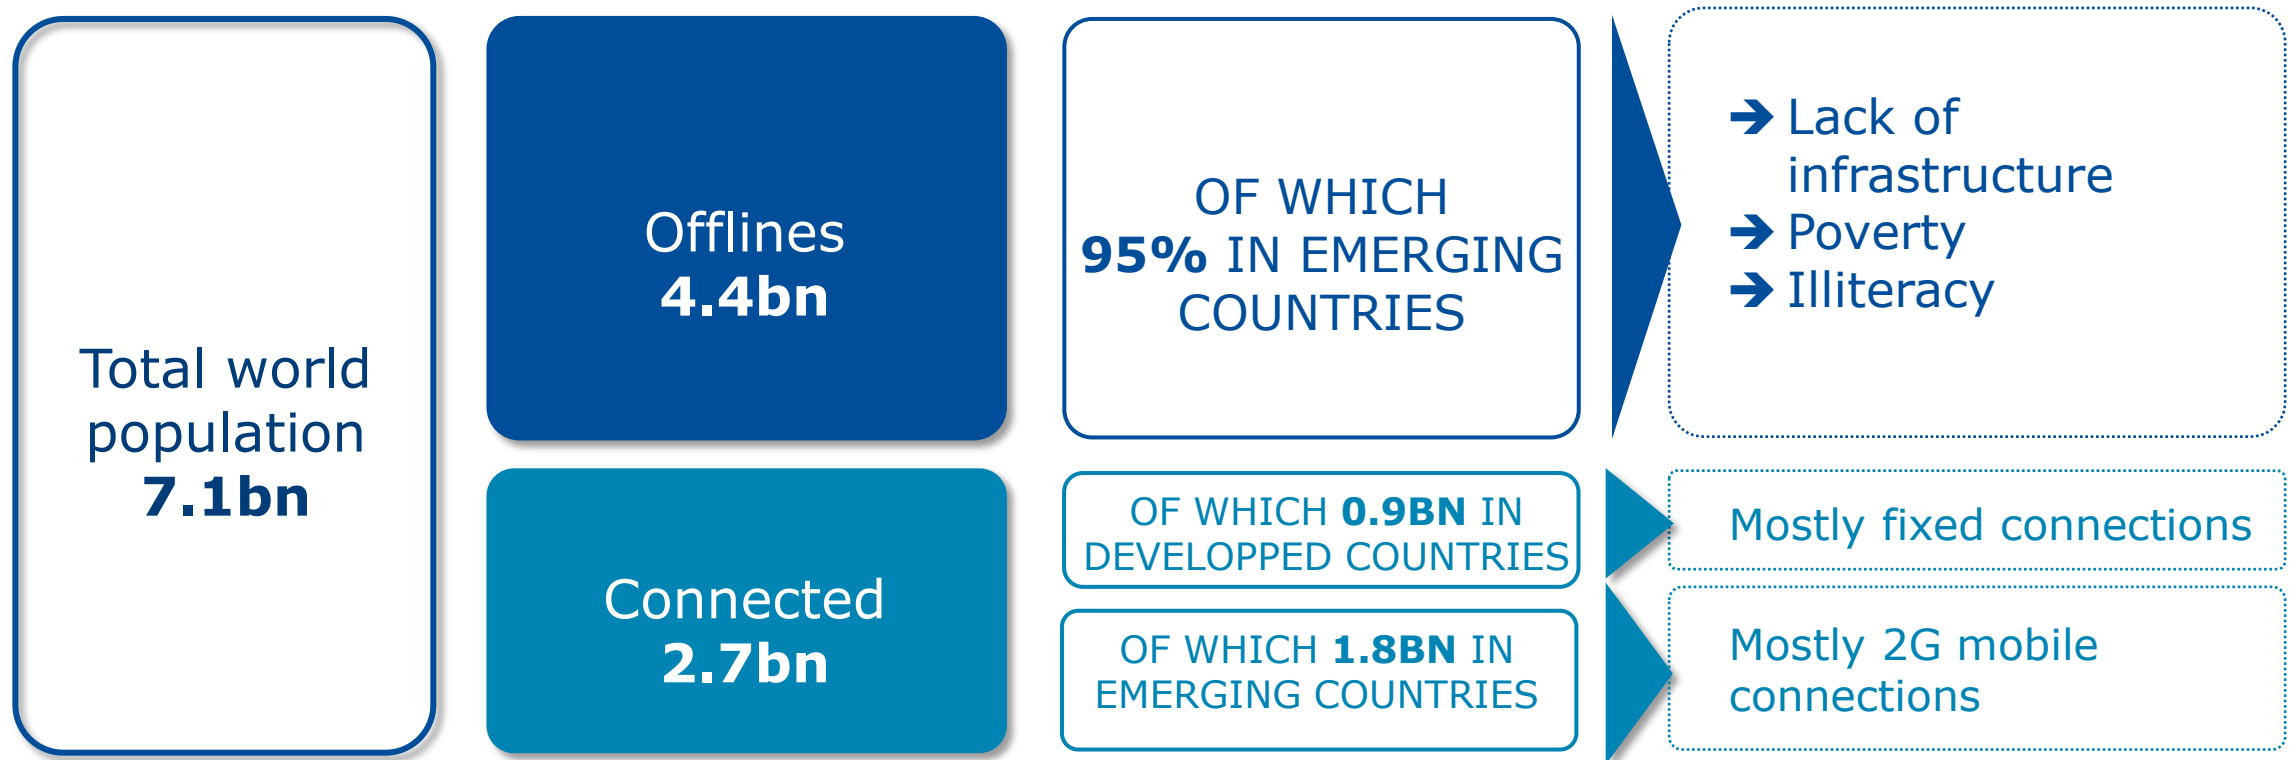 Total world
population
7.1bn
Offlines
4.4bn
OF WHICH
95% IN EMERGING
COUNTRIES
➔ Lack of
infrastructure
➔ Poverty
➔ Illiteracy
Connected
2.7bn
OF WHICH 0.9BN IN
DEVELOPPED COUNTRIES
Mostly fixed connections
OF WHICH 1.8BN IN
EMERGING COUNTRIES
Mostly 2G mobile
connections